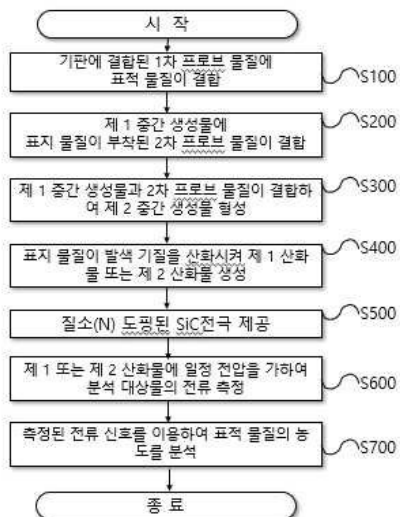 시 작
기판에 결합된 1차 프로브 물질에
표적 물질이 결합
S100
제 1 중간 생성물에
표지 물질이 부착된 2차 프로브 물질이 결합
S200
제 1 중간 생성물과 2차 프로브 물질이 결합하
여 제 2 중간 생성물 형성
S300
표지 물질이 발색 기질을 산화시켜 제 1 산화
물 또는 제 2 산화물 생성
S400
질소(N) 도핑된 SiC전극 제공
S500
제 1 또는 제 2 산화물에 일정 전압을 가하여
분석 대상물의 전류 측정
S600
측정된 전류 신호를 이용하여 표적 물질의 농
도를 분석
S700
종 료